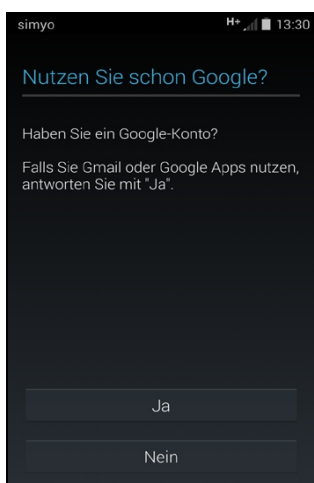 simyo H+ 13:30
Nutzen Sie schon Google?
Haben Sie ein Google-Konto?
Falls Sie Gmail oder Google Apps nutzen,
antworten Sie mit "Ja".
Ja
Nein